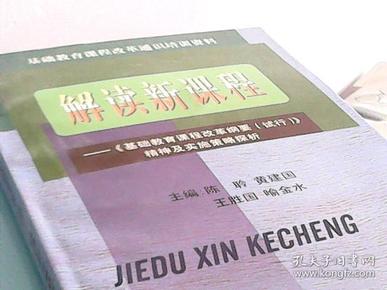 基础教育课程改革通识培训资料
解读新课程
——《基础教育课程改革纲要(试行)》
精神及实施策略探析
主编 陈 聆 黄建国
王胜国 喻金水
JIEDU XIN KECHENG
孔夫子旧书网